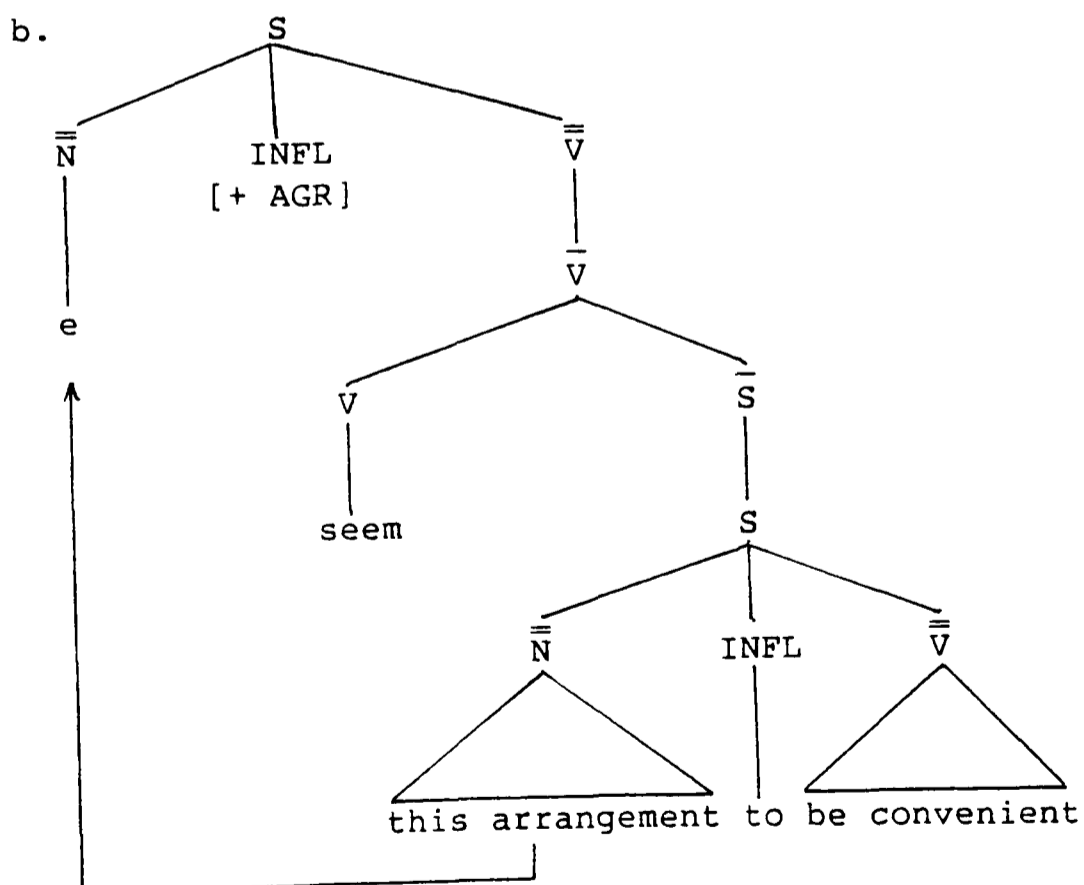 b. S
N̿ INFL V̿
[+ AGR]
V̅
e
V S̅
seem S
N̿ INFL V̿
this arrangement to be convenient